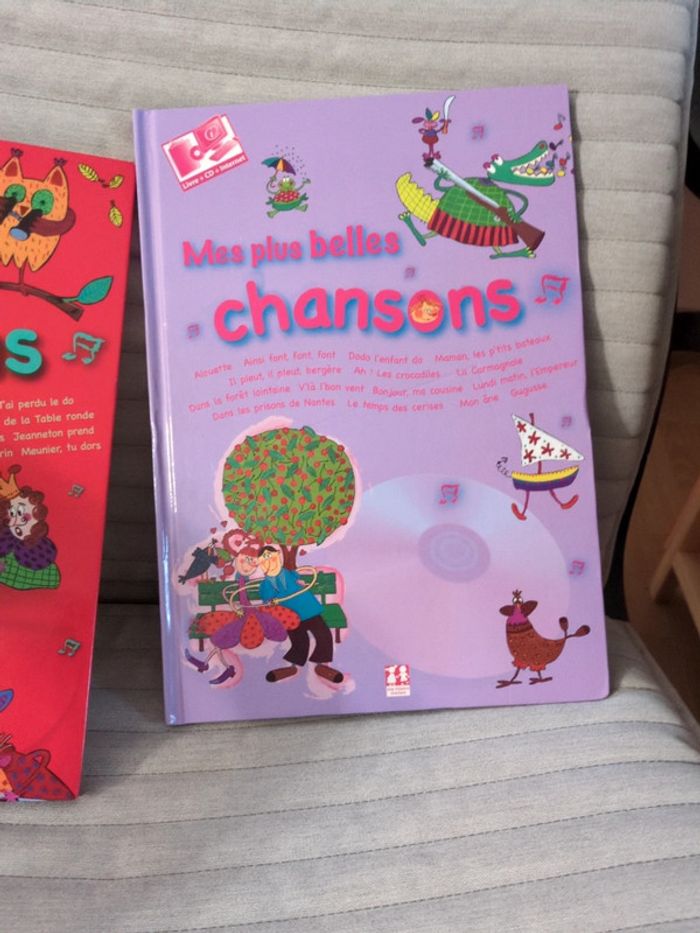 Livre + CD + Internet
Mes plus belles
chansons
Alouette Ainsi font, font, font Dodo l'enfant do Maman, les p'tits bateaux
Il pleut, il pleut, bergère Ah ! Les crocodiles... La Carmagnole
Dans la forêt lointaine V'là l'bon vent Bonjour, ma cousine Lundi matin, l'Empereur
Dans les prisons de Nantes Le temps des cerises Mon âne Gugusse
s
J'ai perdu le do
de la Table ronde
s Jeanneton prend
rin Meunier, tu dors